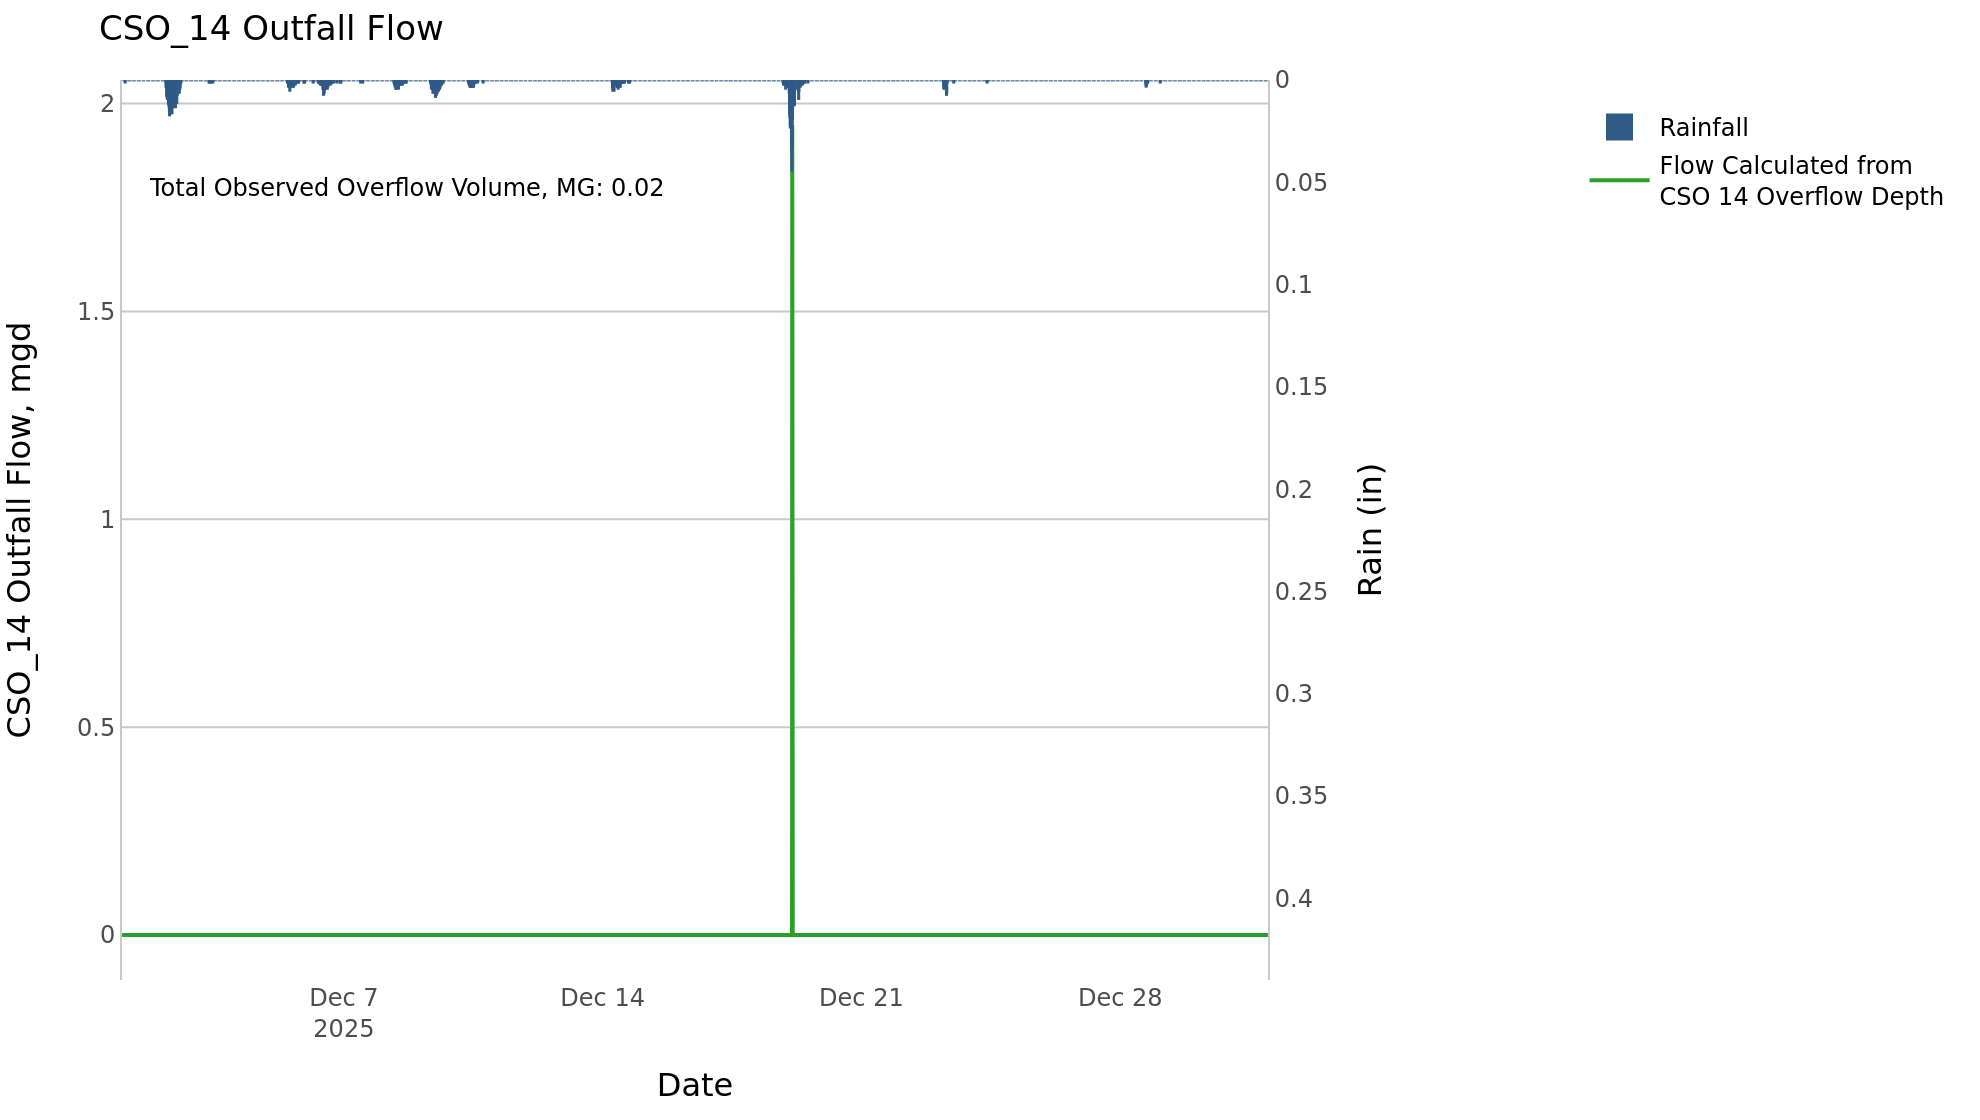 CSO_14 Outfall Flow
0
2
Rainfall
Flow Calculated from
CSO 14 Overflow Depth
Total Observed Overflow Volume, MG: 0.02
0.05
0.1
1.5
0.15
CSO_14 Outfall Flow, mgd
0.2
Rain (in)
1
0.25
0.3
0.5
0.35
0.4
0
Dec 7
2025
Dec 14
Dec 21
Dec 28
Date